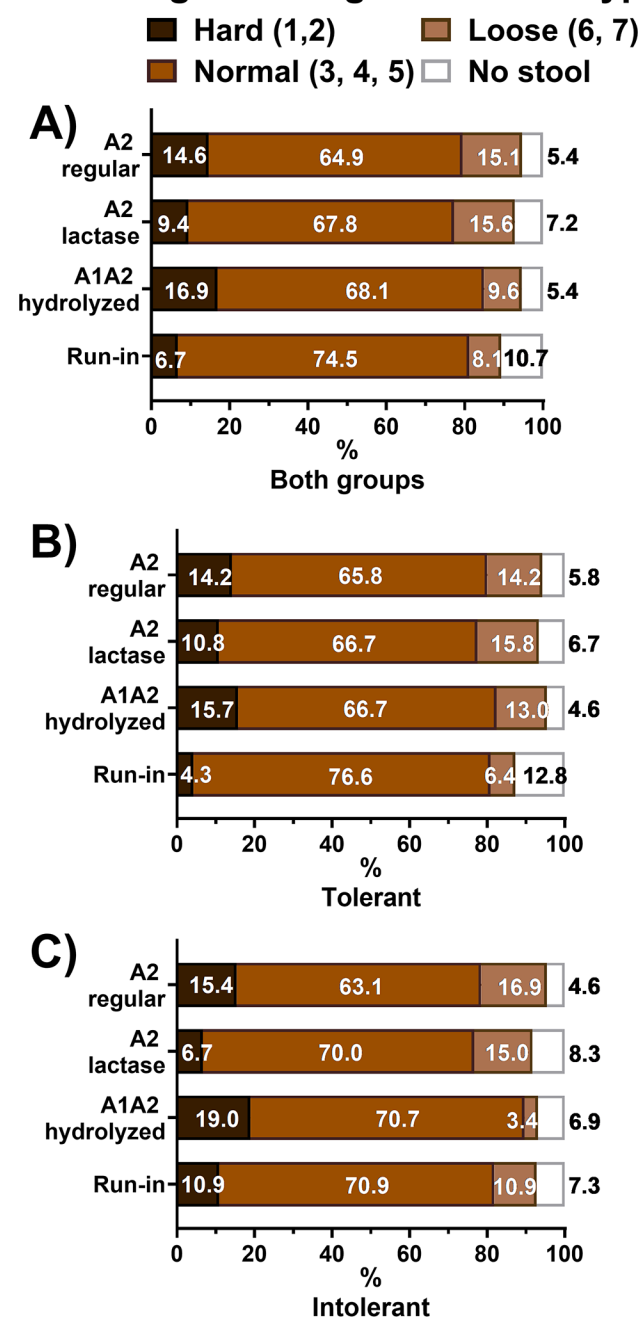 Hard (1,2) Loose (6, 7)
Normal (3, 4, 5) No stool
A)
A2
regular 14.6 64.9 15.1 5.4
A2
lactase 9.4 67.8 15.6 7.2
A1A2
hydrolyzed 16.9 68.1 9.6 5.4
Run-in 6.7 74.5 8.1 10.7
0 20 40 60 80 100
%
Both groups
B)
A2
regular 14.2 65.8 14.2 5.8
A2
lactase 10.8 66.7 15.8 6.7
A1A2
hydrolyzed 15.7 66.7 13.0 4.6
Run-in 4.3 76.6 6.4 12.8
0 20 40 60 80 100
%
Tolerant
C)
A2
regular 15.4 63.1 16.9 4.6
A2
lactase 6.7 70.0 15.0 8.3
A1A2
hydrolyzed 19.0 70.7 3.4 6.9
Run-in 10.9 70.9 10.9 7.3
0 20 40 60 80 100
%
Intolerant